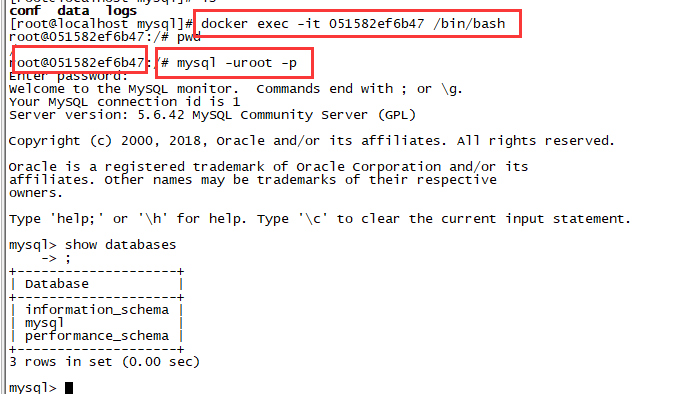 conf  data  logs
[root@localhost mysql]# docker exec -it 051582ef6b47 /bin/bash
root@051582ef6b47:/# pwd
/
root@051582ef6b47:/# mysql -uroot -p
Enter password:
Welcome to the MySQL monitor.  Commands end with ; or \g.
Your MySQL connection id is 1
Server version: 5.6.42 MySQL Community Server (GPL)

Copyright (c) 2000, 2018, Oracle and/or its affiliates. All rights reserved.

Oracle is a registered trademark of Oracle Corporation and/or its
affiliates. Other names may be trademarks of their respective
owners.

Type 'help;' or '\h' for help. Type '\c' to clear the current input statement.

mysql> show databases
    -> ;
+--------------------+
| Database           |
+--------------------+
| information_schema |
| mysql              |
| performance_schema |
+--------------------+
3 rows in set (0.00 sec)

mysql>